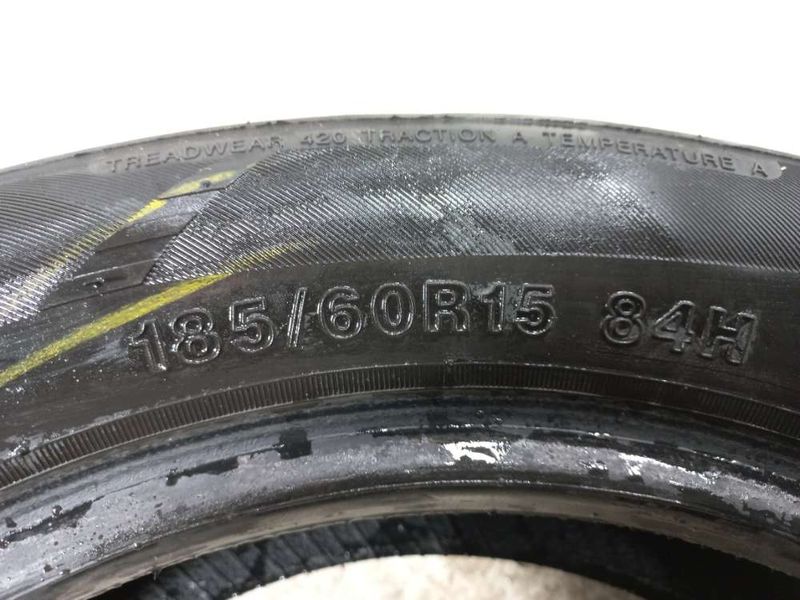 TREADWEAR 420 TRACTION A TEMPERATURE A
185/60R15 84H